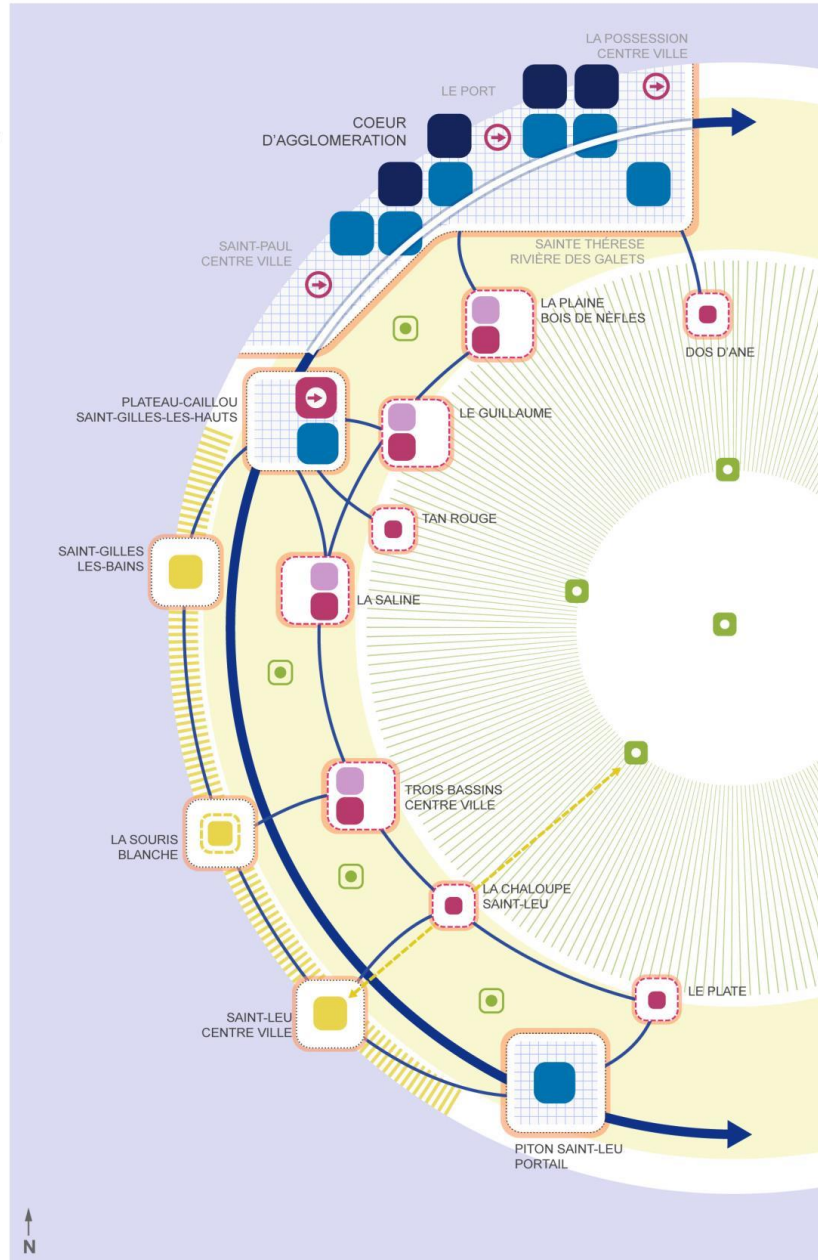 LA POSSESSION
CENTRE VILLE
LE PORT
COEUR
D'AGGLOMERATION
SAINT-PAUL
CENTRE VILLE
SAINTE THÉRESE
RIVIÈRE DES GALETS
LA PLAINE
BOIS DE NÈFLES
DOS D'ANE
PLATEAU-CAILLOU
SAINT-GILLES-LES-HAUTS
LE GUILLAUME
TAN ROUGE
SAINT-GILLES
LES-BAINS
LA SALINE
TROIS BASSINS
CENTRE VILLE
LA SOURIS
BLANCHE
LA CHALOUPE
SAINT-LEU
LE PLATE
SAINT-LEU
CENTRE VILLE
PITON SAINT-LEU
PORTAIL
N